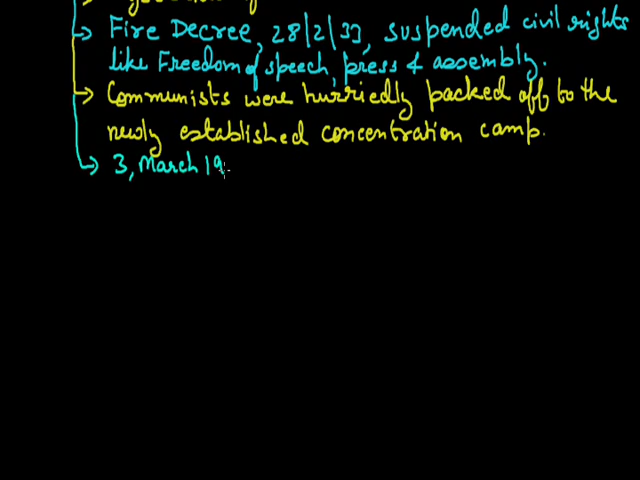 Fire Decree, 28/2/33, suspended civil rights
like Freedom of speech, press & assembly.
Communists were hurriedly packed off to the
newly established concentration camp.
3, March 19